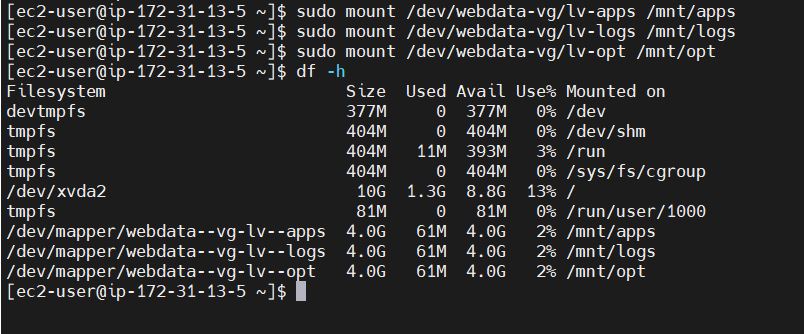 [ec2-user@ip-172-31-13-5 ~]$ sudo mount /dev/webdata-vg/lv-apps /mnt/apps
[ec2-user@ip-172-31-13-5 ~]$ sudo mount /dev/webdata-vg/lv-logs /mnt/logs
[ec2-user@ip-172-31-13-5 ~]$ sudo mount /dev/webdata-vg/lv-opt /mnt/opt
[ec2-user@ip-172-31-13-5 ~]$ df -h
Filesystem                        Size  Used Avail Use% Mounted on
devtmpfs                          377M     0  377M   0% /dev
tmpfs                             404M     0  404M   0% /dev/shm
tmpfs                             404M   11M  393M   3% /run
tmpfs                             404M     0  404M   0% /sys/fs/cgroup
/dev/xvda2                         10G  1.3G  8.8G  13% /
tmpfs                              81M     0   81M   0% /run/user/1000
/dev/mapper/webdata--vg-lv--apps  4.0G   61M  4.0G   2% /mnt/apps
/dev/mapper/webdata--vg-lv--logs  4.0G   61M  4.0G   2% /mnt/logs
/dev/mapper/webdata--vg-lv--opt   4.0G   61M  4.0G   2% /mnt/opt
[ec2-user@ip-172-31-13-5 ~]$